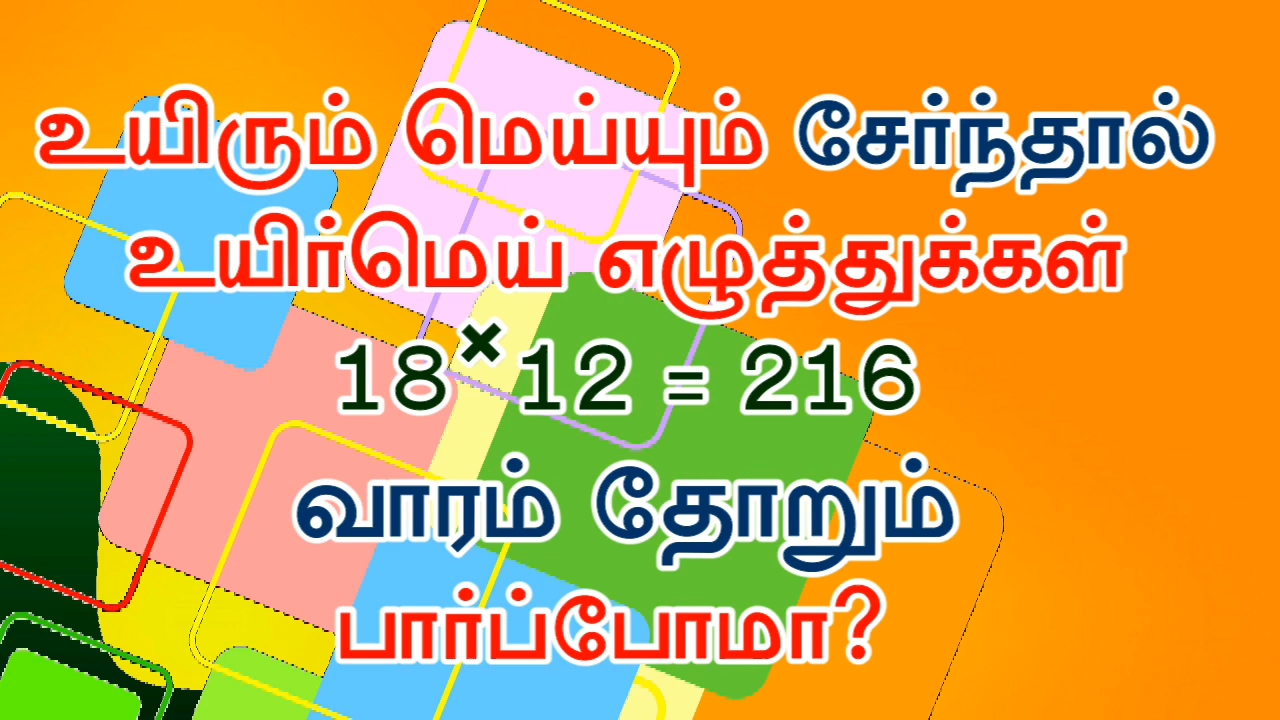 உயிரும் மெய்யும் சேர்ந்தால்
உயிர்மெய் எழுத்துக்கள்
18 × 12 = 216
வாரம் தோறும்
பார்ப்போமா?